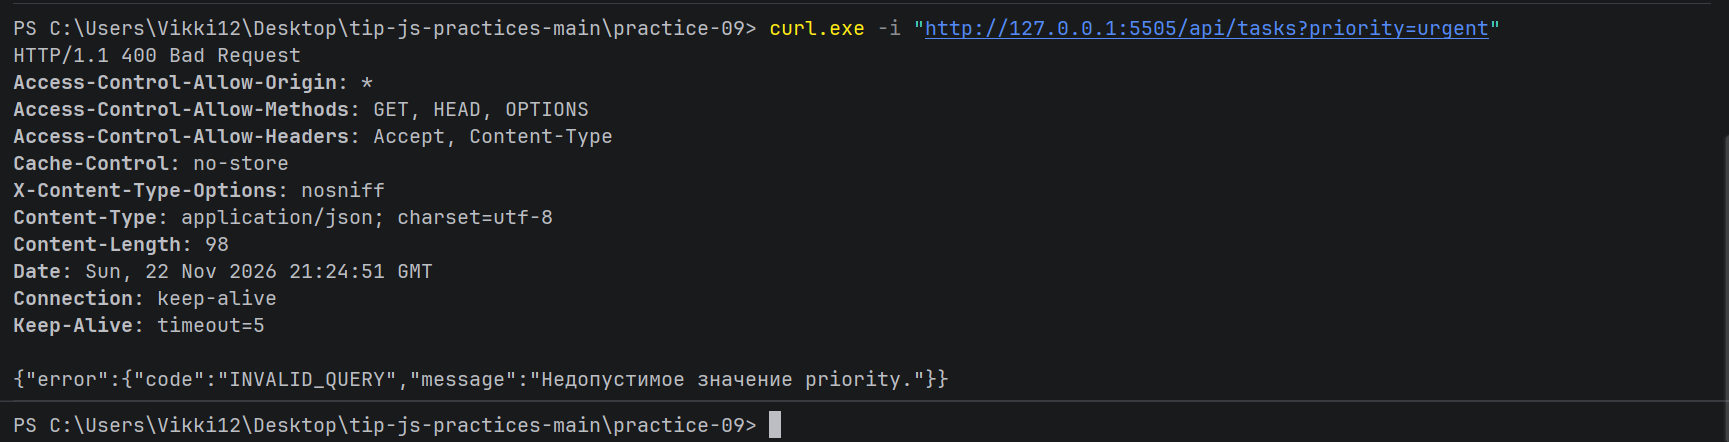 PS C:\Users\Vikki12\Desktop\tip-js-practices-main\practice-09> curl.exe -i "http://127.0.0.1:5505/api/tasks?priority=urgent"
HTTP/1.1 400 Bad Request
Access-Control-Allow-Origin: *
Access-Control-Allow-Methods: GET, HEAD, OPTIONS
Access-Control-Allow-Headers: Accept, Content-Type
Cache-Control: no-store
X-Content-Type-Options: nosniff
Content-Type: application/json; charset=utf-8
Content-Length: 98
Date: Sun, 22 Nov 2026 21:24:51 GMT
Connection: keep-alive
Keep-Alive: timeout=5
{"error":{"code":"INVALID_QUERY","message":"Недопустимое значение priority."}}
PS C:\Users\Vikki12\Desktop\tip-js-practices-main\practice-09>